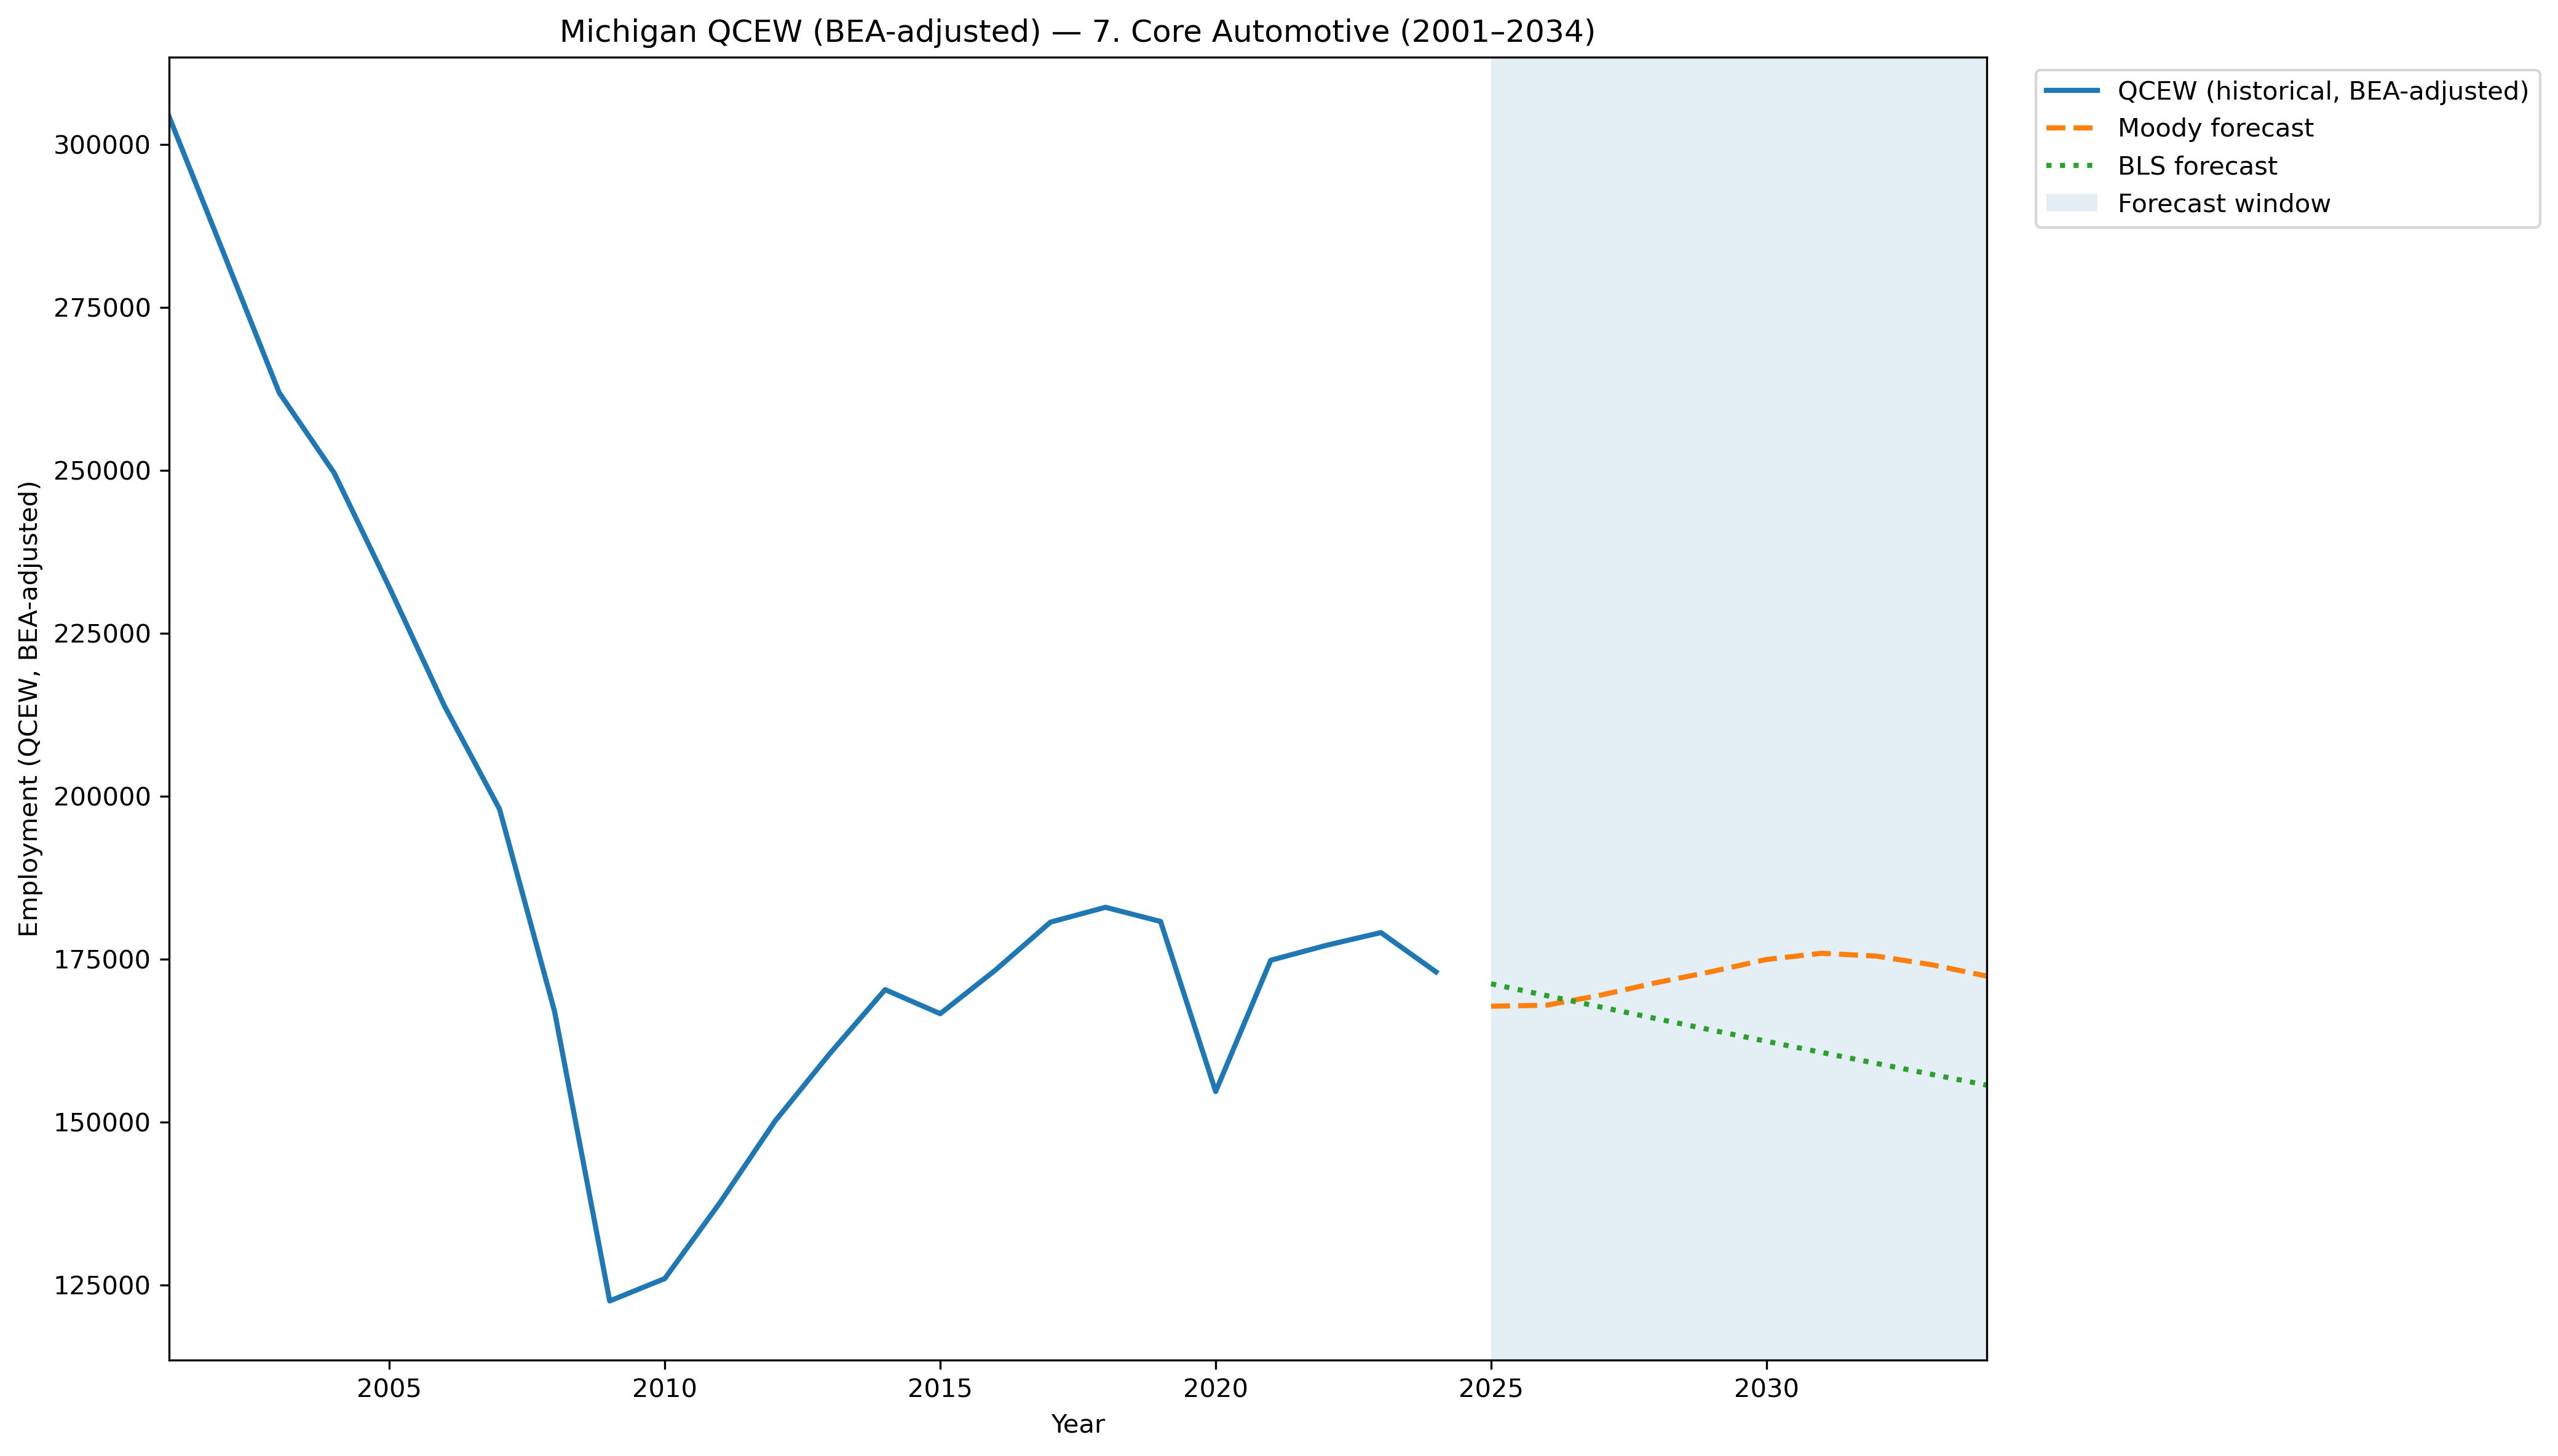 Michigan QCEW (BEA-adjusted) — 7. Core Automotive (2001–2034)
QCEW (historical, BEA-adjusted)
Moody forecast
BLS forecast
Forecast window
Employment (QCEW, BEA-adjusted)
300000
275000
250000
225000
200000
175000
150000
125000
2005
2010
2015
2020
2025
2030
Year